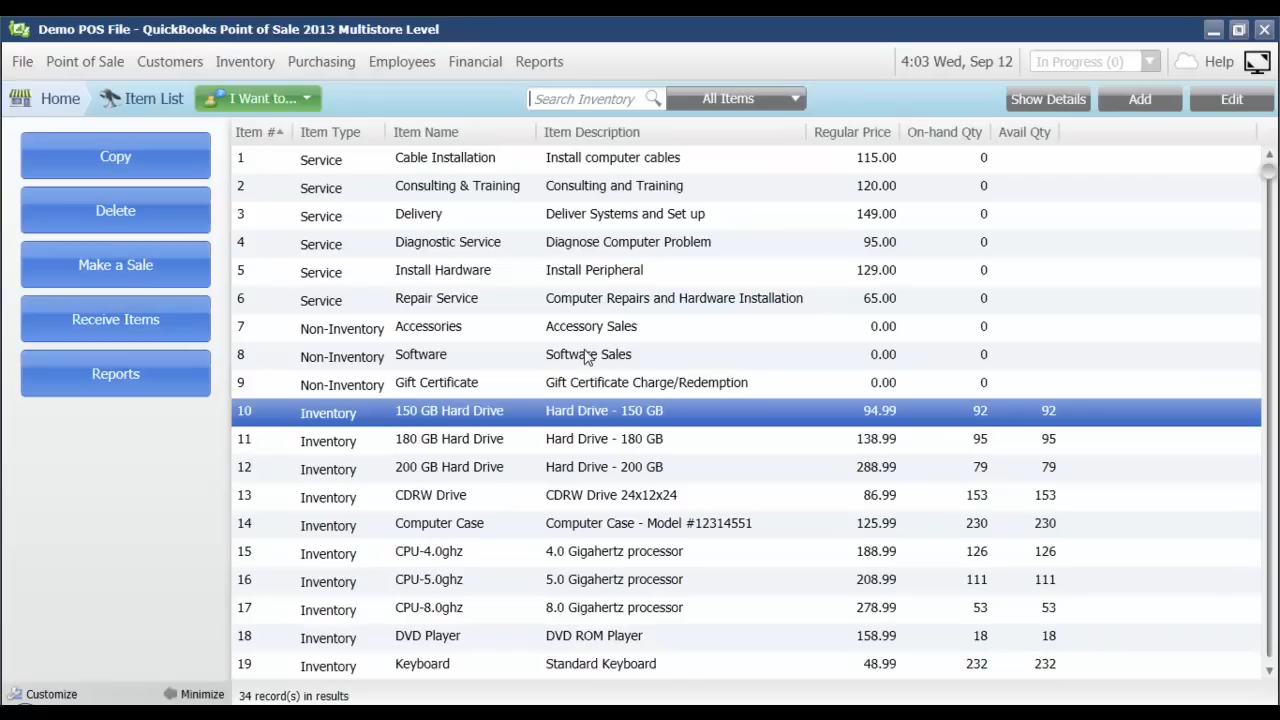 Demo POS File - QuickBooks Point of Sale 2013 Multistore Level
File Point of Sale Customers Inventory Purchasing Employees Financial Reports 4:03 Wed, Sep 12 In Progress (0) Help
Home Item List I Want to... Search Inventory All Items Show Details Add Edit
Copy
Delete
Make a Sale
Receive Items
Reports
Item # Item Type Item Name Item Description Regular Price On-hand Qty Avail Qty
1 Service Cable Installation Install computer cables 115.00 0
2 Service Consulting & Training Consulting and Training 120.00 0
3 Service Delivery Deliver Systems and Set up 149.00 0
4 Service Diagnostic Service Diagnose Computer Problem 95.00 0
5 Service Install Hardware Install Peripheral 129.00 0
6 Service Repair Service Computer Repairs and Hardware Installation 65.00 0
7 Non-Inventory Accessories Accessory Sales 0.00 0
8 Non-Inventory Software Software Sales 0.00 0
9 Non-Inventory Gift Certificate Gift Certificate Charge/Redemption 0.00 0
10 Inventory 150 GB Hard Drive Hard Drive - 150 GB 94.99 92 92
11 Inventory 180 GB Hard Drive Hard Drive - 180 GB 138.99 95 95
12 Inventory 200 GB Hard Drive Hard Drive - 200 GB 288.99 79 79
13 Inventory CDRW Drive CDRW Drive 24x12x24 86.99 153 153
14 Inventory Computer Case Computer Case - Model #12314551 125.99 230 230
15 Inventory CPU-4.0ghz 4.0 Gigahertz processor 188.99 126 126
16 Inventory CPU-5.0ghz 5.0 Gigahertz processor 208.99 111 111
17 Inventory CPU-8.0ghz 8.0 Gigahertz processor 278.99 53 53
18 Inventory DVD Player DVD ROM Player 158.99 18 18
19 Inventory Keyboard Standard Keyboard 48.99 232 232
Customize Minimize 34 record(s) in results